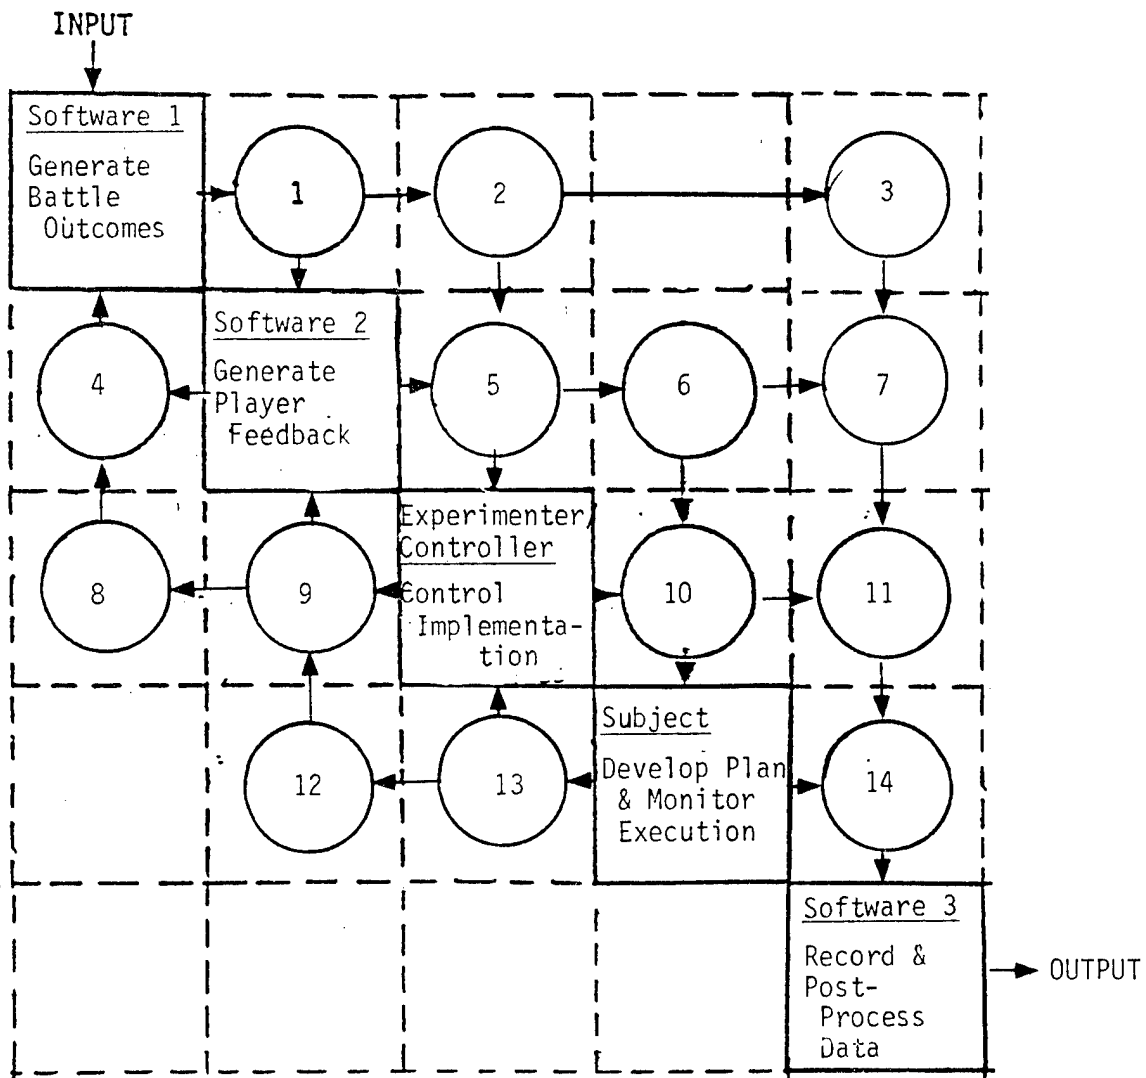 INPUT
Software 1
Generate
Battle
Outcomes
1
2
3
Software 2
Generate
Player
Feedback
4
5
6
7
Experimenter/
Controller
Control
Implementa-
tion
8
9
10
11
Subject
Develop Plan
& Monitor
Execution
12
13
14
Software 3
Record &
Post-
Process
Data
OUTPUT